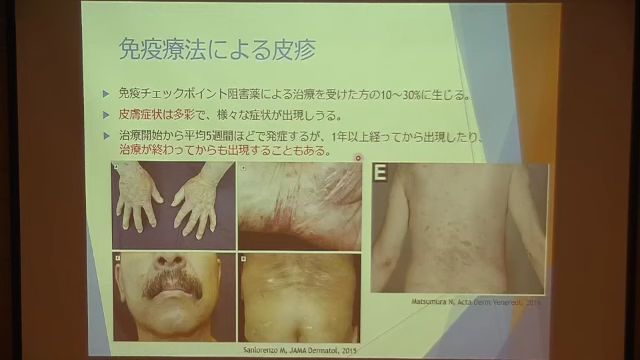 免疫療法による皮疹
免疫チェックポイント阻害薬による治療を受けた方の10〜30%に生じる。
皮膚症状は多彩で、様々な症状が出現しうる。
治療開始から平均5週間ほどで発症するが、1年以上経ってから出現したり、
治療が終わってからも出現することもある。
E
Matsumura N, Acta Derm Venereol,
Sanlorenzo M, JAMA Dermatol, 2015